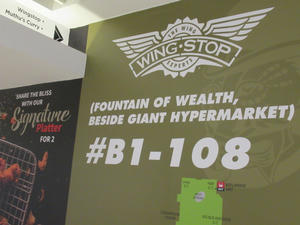 Wingstop •
Muthu's Curry •
THE WING
WING·STOP
EXPERTS
SHARE THE BLISS
WITH OUR
Signature
Platter
FOR 2
(FOUNTAIN OF WEALTH,
BESIDE GIANT HYPERMARKET)
#B1-108